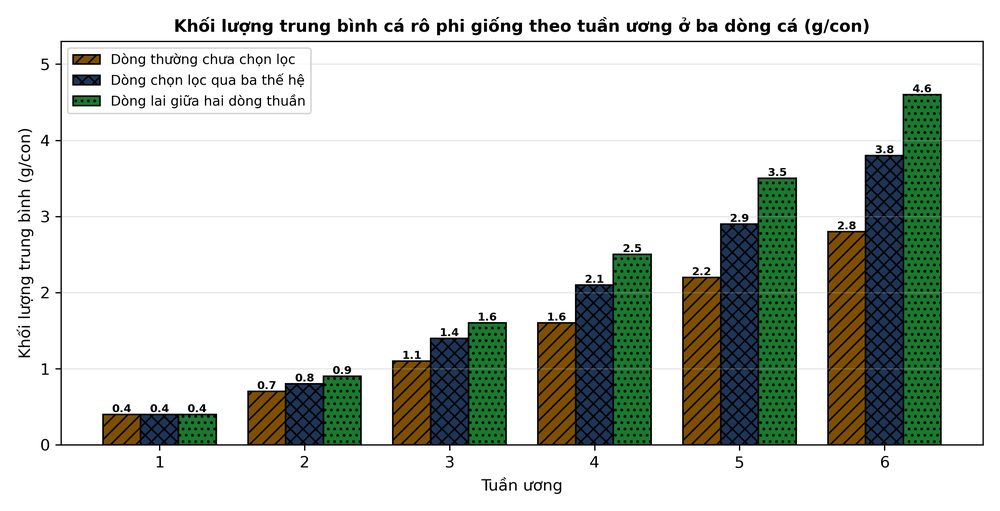 Khối lượng trung bình cá rô phi giống theo tuần ương ở ba dòng cá (g/con)
Dòng thường chưa chọn lọc
Dòng chọn lọc qua ba thế hệ
Dòng lai giữa hai dòng thuần
Khối lượng trung bình (g/con)
5
4
3
2
1
0
0.4 0.4 0.4
0.7 0.8 0.9
1.1 1.4 1.6
1.6 2.1 2.5
2.2 2.9 3.5
2.8 3.8 4.6
1 2 3 4 5 6
Tuần ương